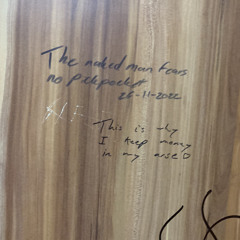 The naked man fears
no pickpocket
26-11-2022
This is why
I keep money
in my arse